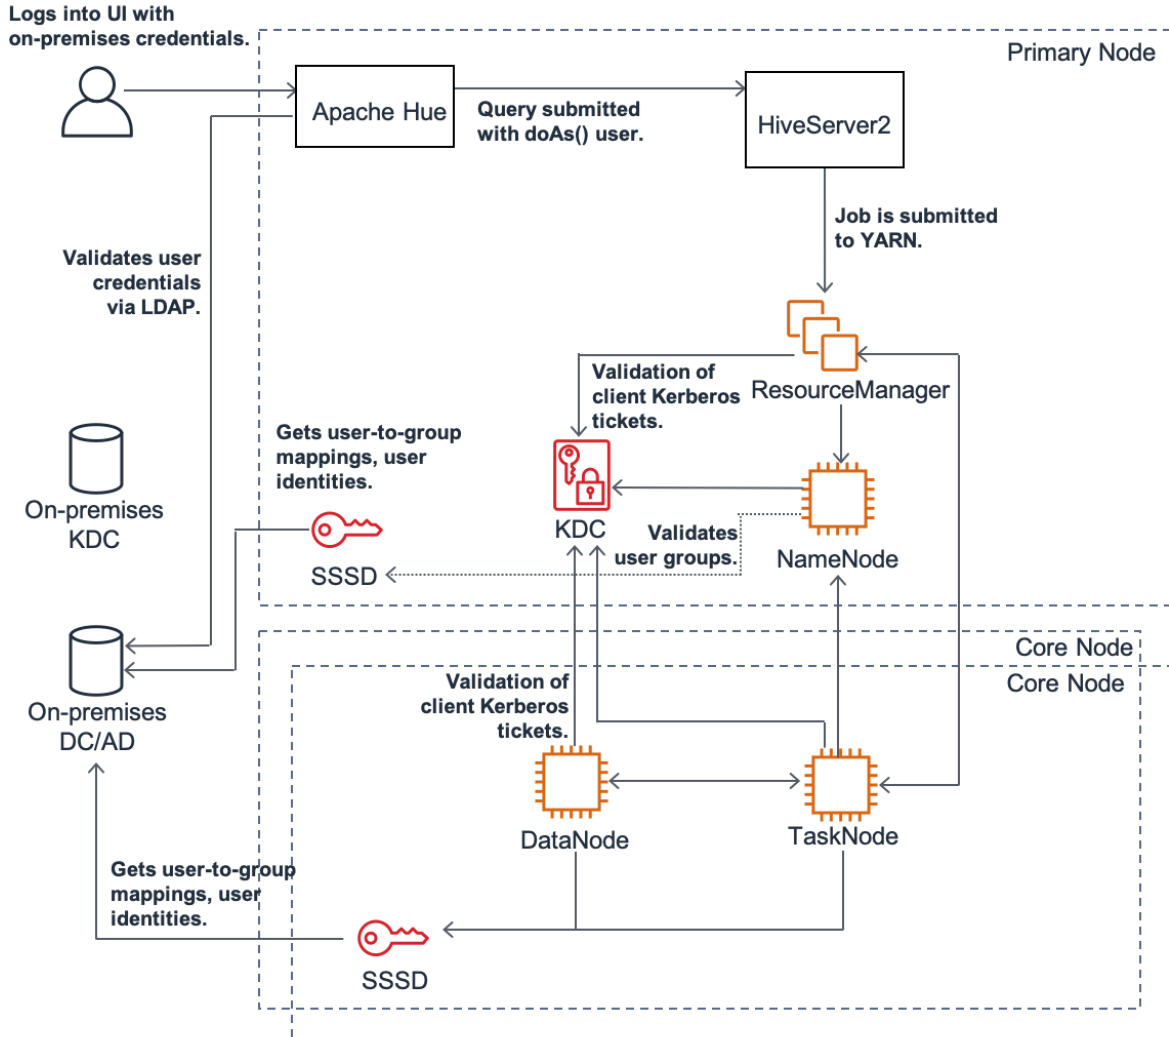 Logs into UI with
on-premises credentials.
Primary Node
Apache Hue
Query submitted
with doAs() user.
HiveServer2
Job is submitted
to YARN.
Validates user
credentials
via LDAP.
Validation of
client Kerberos
tickets.
ResourceManager
Gets user-to-group
mappings, user
identities.
On-premises
KDC
KDC
Validates
user groups.
NameNode
SSSD
Core Node
Core Node
On-premises
DC/AD
Validation of
client Kerberos
tickets.
DataNode
TaskNode
Gets user-to-group
mappings, user
identities.
SSSD